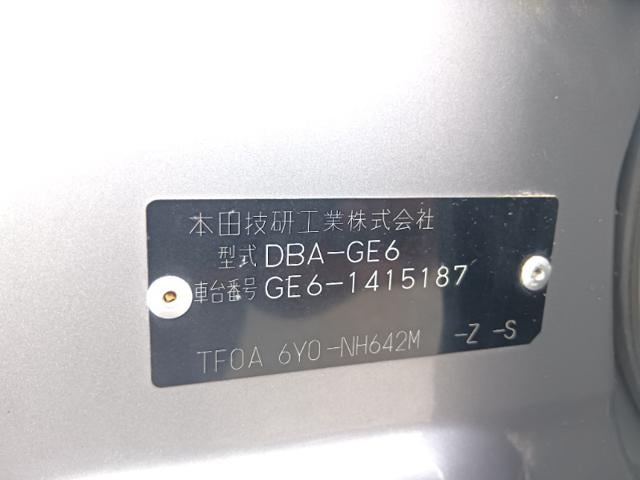 本田技研工業株式会社
型式 DBA-GE6
車台番号 GE6-1415187
TF0A 6Y0-NH642M -Z -S